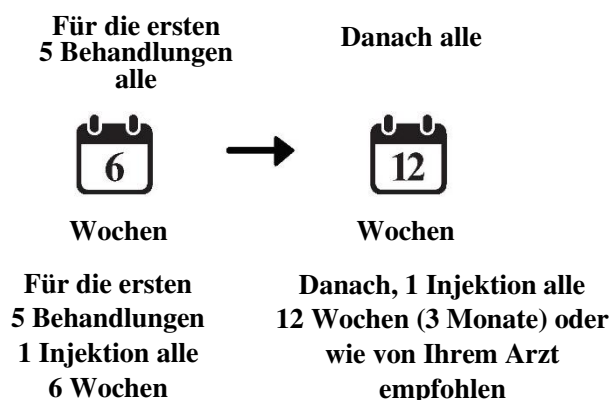 Für die ersten
5 Behandlungen
alle
6
Wochen
Für die ersten
5 Behandlungen
1 Injektion alle
6 Wochen
Danach alle
12
Wochen
Danach, 1 Injektion alle
12 Wochen (3 Monate) oder
wie von Ihrem Arzt
empfohlen